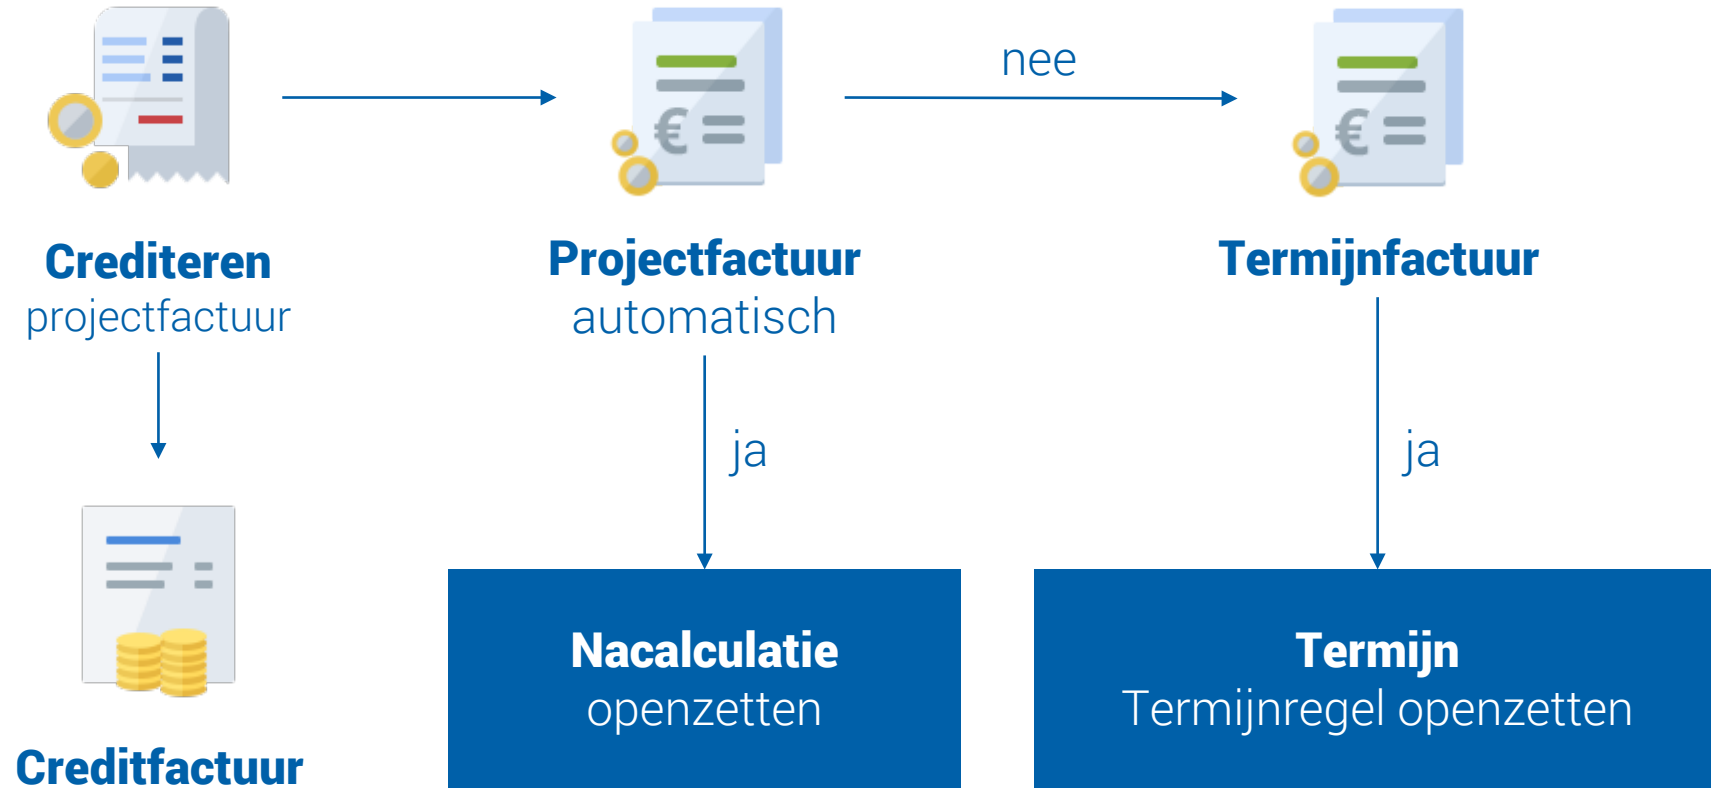 nee
Crediteren
projectfactuur
Projectfactuur
automatisch
Termijnfactuur
ja
ja
Creditfactuur
Nacalculatie
openzetten
Termijn
Termijnregel openzetten